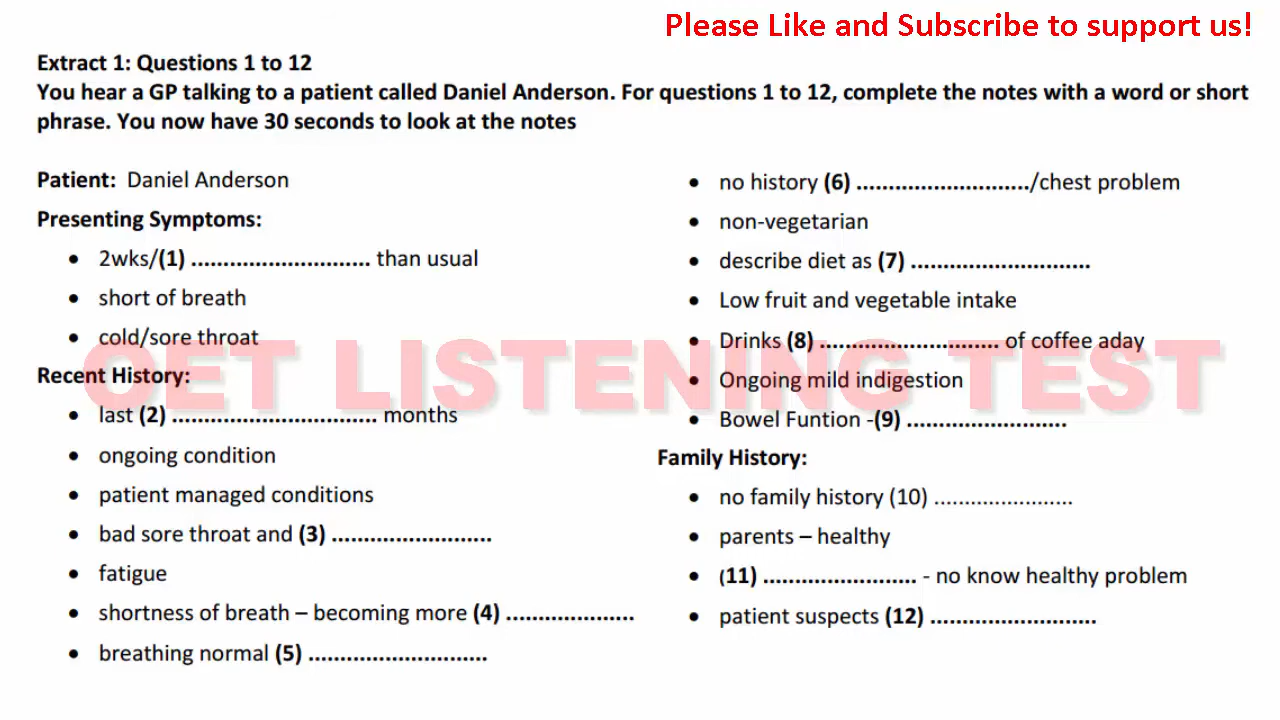 Please Like and Subscribe to support us!
Extract 1: Questions 1 to 12
You hear a GP talking to a patient called Daniel Anderson. For questions 1 to 12, complete the notes with a word or short
phrase. You now have 30 seconds to look at the notes
Patient: Daniel Anderson
Presenting Symptoms:
• 2wks/(1) ............................ than usual
• short of breath
• cold/sore throat
Recent History:
• last (2) ................................ months
• ongoing condition
• patient managed conditions
• bad sore throat and (3) .........................
• fatigue
• shortness of breath – becoming more (4) ....................
• breathing normal (5) ............................
• no history (6) .........................../chest problem
• non-vegetarian
• describe diet as (7) ............................
• Low fruit and vegetable intake
• Drinks (8) ............................ of coffee aday
• Ongoing mild indigestion
• Bowel Funtion -(9) .........................
Family History:
• no family history (10) ......................
• parents – healthy
• (11) ........................ - no know healthy problem
• patient suspects (12) ..........................
OET LISTENING TEST